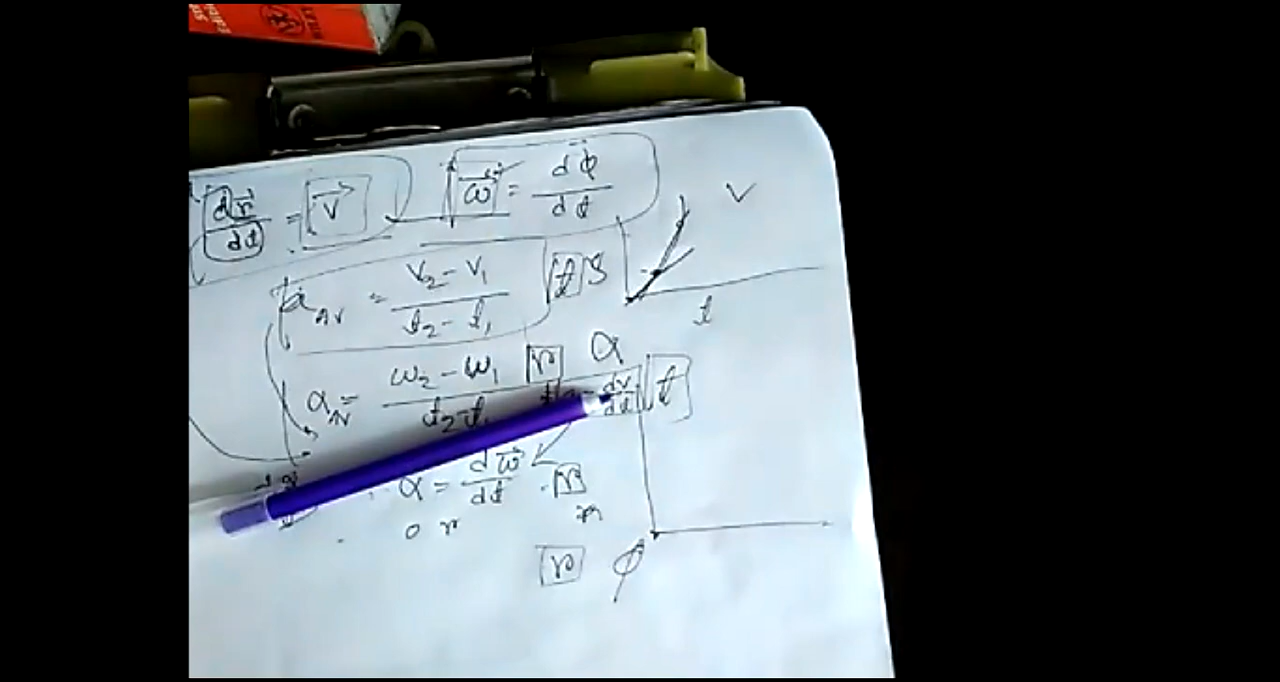 dr⃗/dt = v⃗
ω⃗ = dϕ/dt
V
t
a_AV = (v₂ - v₁)/(t₂ - t₁)
t
α
α_AV = (ω₂ - ω₁)/(t₂ - t₁)
r
dv/dt
t
α = dω⃗/dt
r
o r
r
ϕ